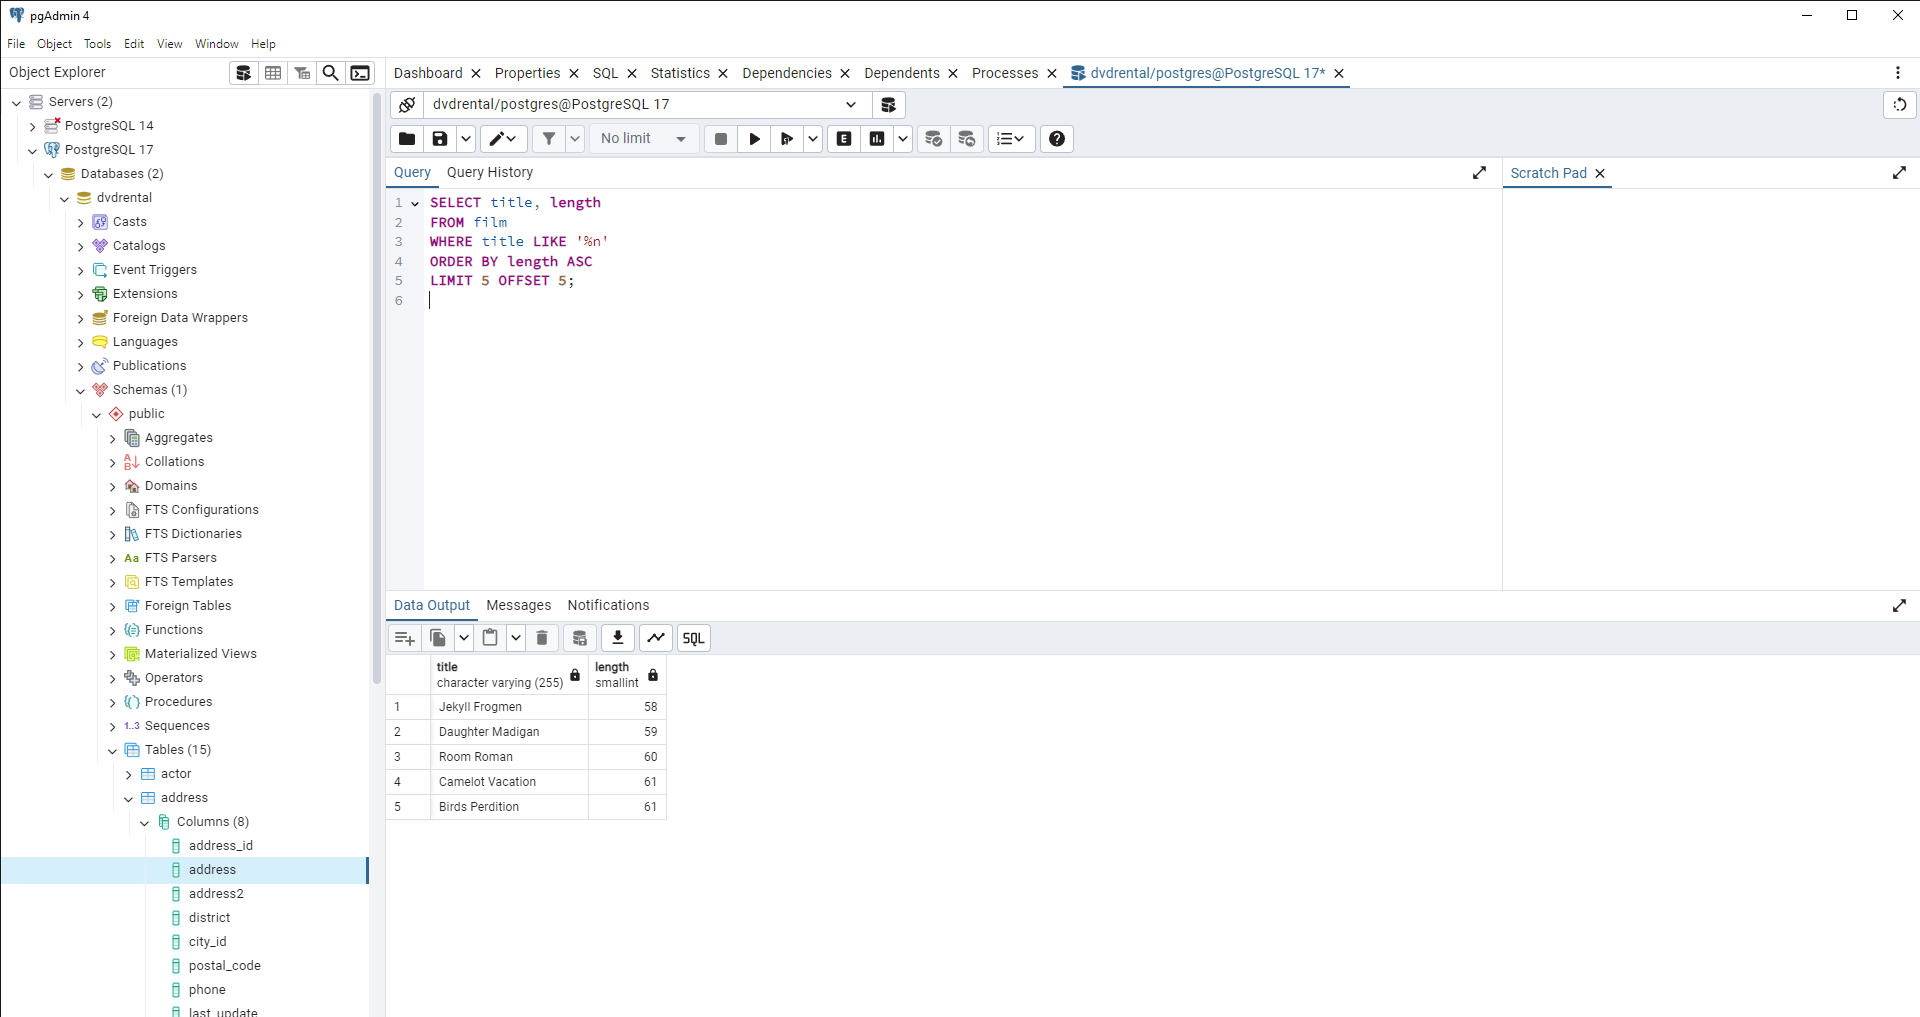 pgAdmin 4
File Object Tools Edit View Window Help
Object Explorer
Servers (2)
PostgreSQL 14
PostgreSQL 17
Databases (2)
dvdrental
Casts
Catalogs
Event Triggers
Extensions
Foreign Data Wrappers
Languages
Publications
Schemas (1)
public
Aggregates
Collations
Domains
FTS Configurations
FTS Dictionaries
Aa FTS Parsers
FTS Templates
Foreign Tables
Functions
Materialized Views
Operators
Procedures
1..3 Sequences
Tables (15)
actor
address
Columns (8)
address_id
address
address2
district
city_id
postal_code
phone
last_update
Dashboard Properties SQL Statistics Dependencies Dependents Processes dvdrental/postgres@PostgreSQL 17*
dvdrental/postgres@PostgreSQL 17
No limit E
Query Query History
1 SELECT title, length
2 FROM film
3 WHERE title LIKE '%n'
4 ORDER BY length ASC
5 LIMIT 5 OFFSET 5;
6
Scratch Pad
Data Output Messages Notifications
SQL
title length
character varying (255) smallint
1 Jekyll Frogmen 58
2 Daughter Madigan 59
3 Room Roman 60
4 Camelot Vacation 61
5 Birds Perdition 61